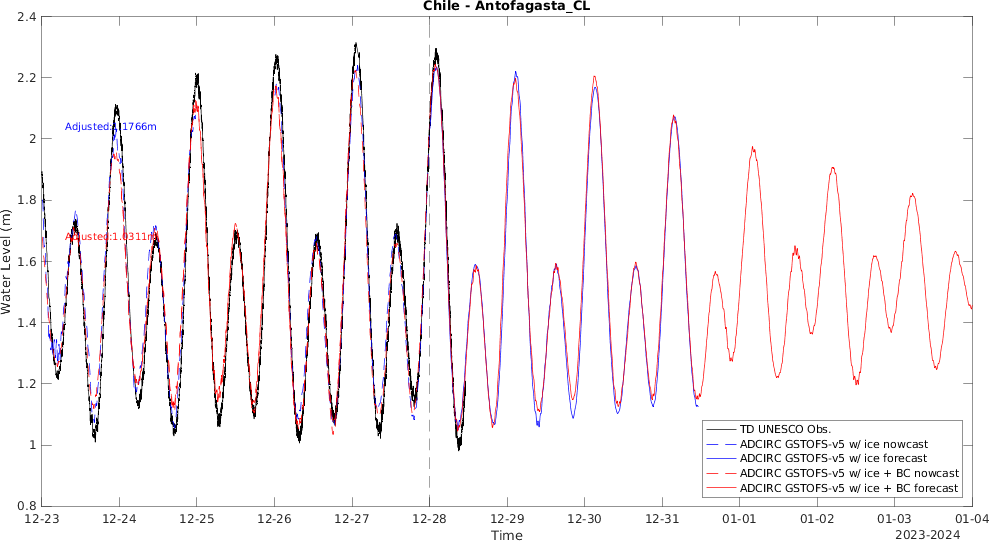 Chile - Antofagasta_CL
Water Level (m)
2.4
2.2
2
1.8
1.6
1.4
1.2
1
0.8
Adjusted: 1766m
Adjusted:1.0311m
TD UNESCO Obs.
ADCIRC GSTOFS-v5 w/ ice nowcast
ADCIRC GSTOFS-v5 w/ ice forecast
ADCIRC GSTOFS-v5 w/ ice + BC nowcast
ADCIRC GSTOFS-v5 w/ ice + BC forecast
12-23 12-24 12-25 12-26 12-27 12-28 12-29 12-30 12-31 01-01 01-02 01-03 01-04
Time
2023-2024